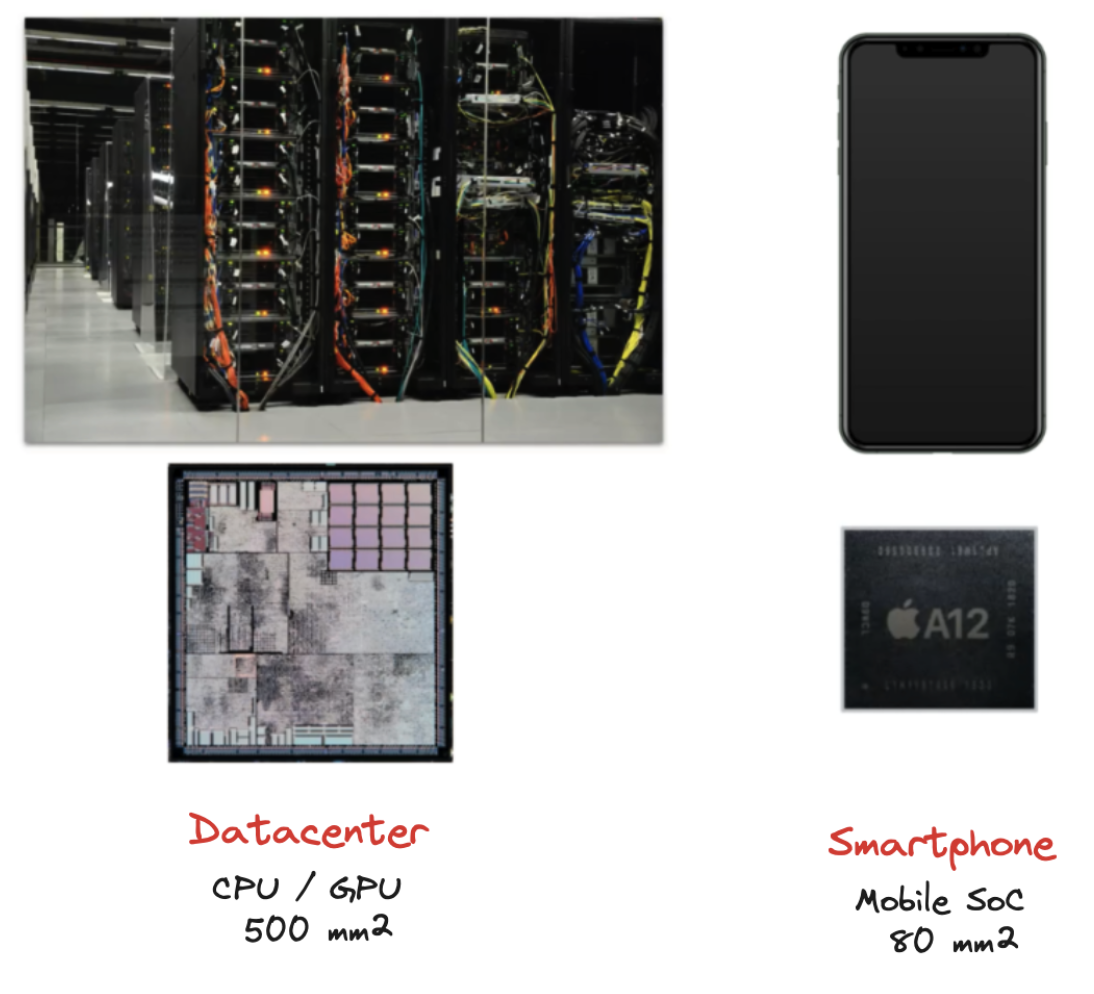 Datacenter
CPU / GPU
500 mm2
A12
Smartphone
Mobile SoC
80 mm2